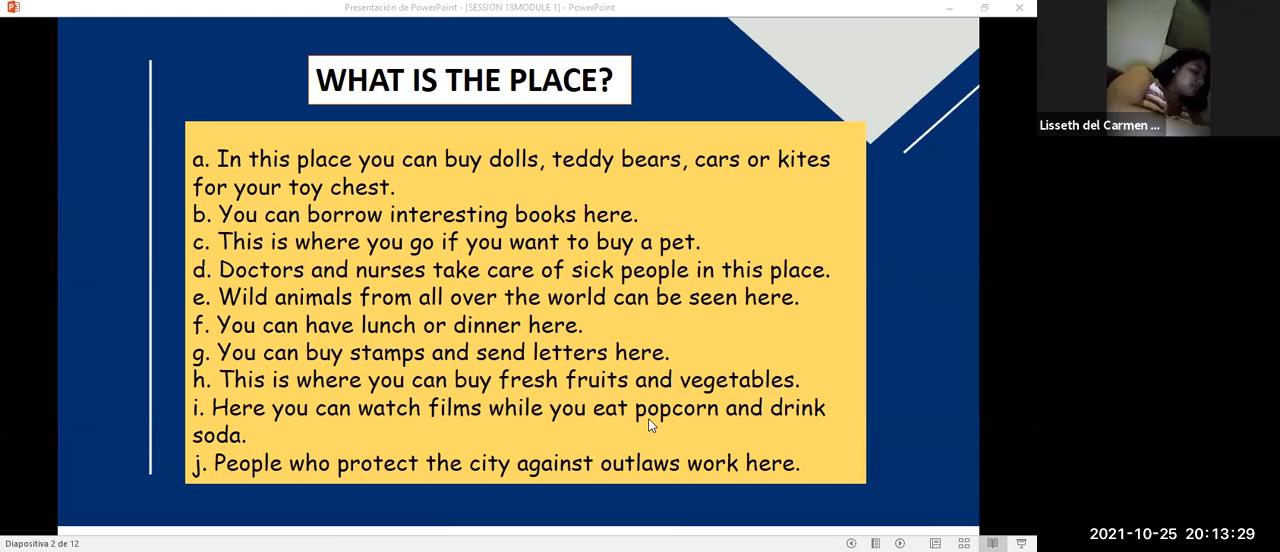 Presentación de PowerPoint - [SESSION 18MODULE 1] - PowerPoint
WHAT IS THE PLACE?
a. In this place you can buy dolls, teddy bears, cars or kites
for your toy chest.
b. You can borrow interesting books here.
c. This is where you go if you want to buy a pet.
d. Doctors and nurses take care of sick people in this place.
e. Wild animals from all over the world can be seen here.
f. You can have lunch or dinner here.
g. You can buy stamps and send letters here.
h. This is where you can buy fresh fruits and vegetables.
i. Here you can watch films while you eat popcorn and drink
soda.
j. People who protect the city against outlaws work here.
Lisseth del Carmen ...
Diapositiva 2 de 12
2021-10-25 20:13:29